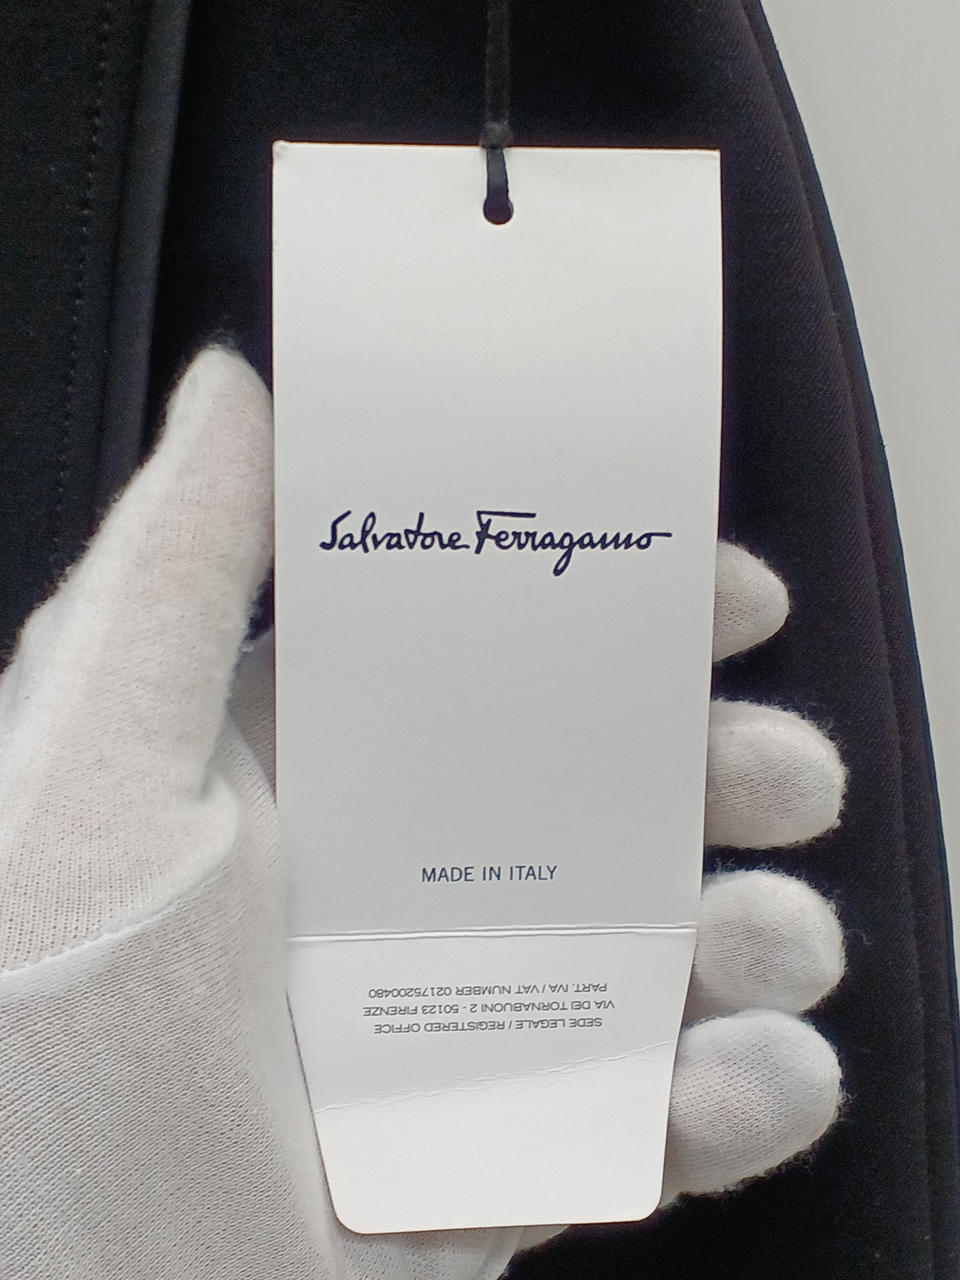 Salvatore Ferragamo
MADE IN ITALY
SEDE LEGALE / REGISTERED OFFICE
VIA DEI TORNABUONI 2 - 50123 FIRENZE
PART. IVA / VAT NUMBER 02175200480